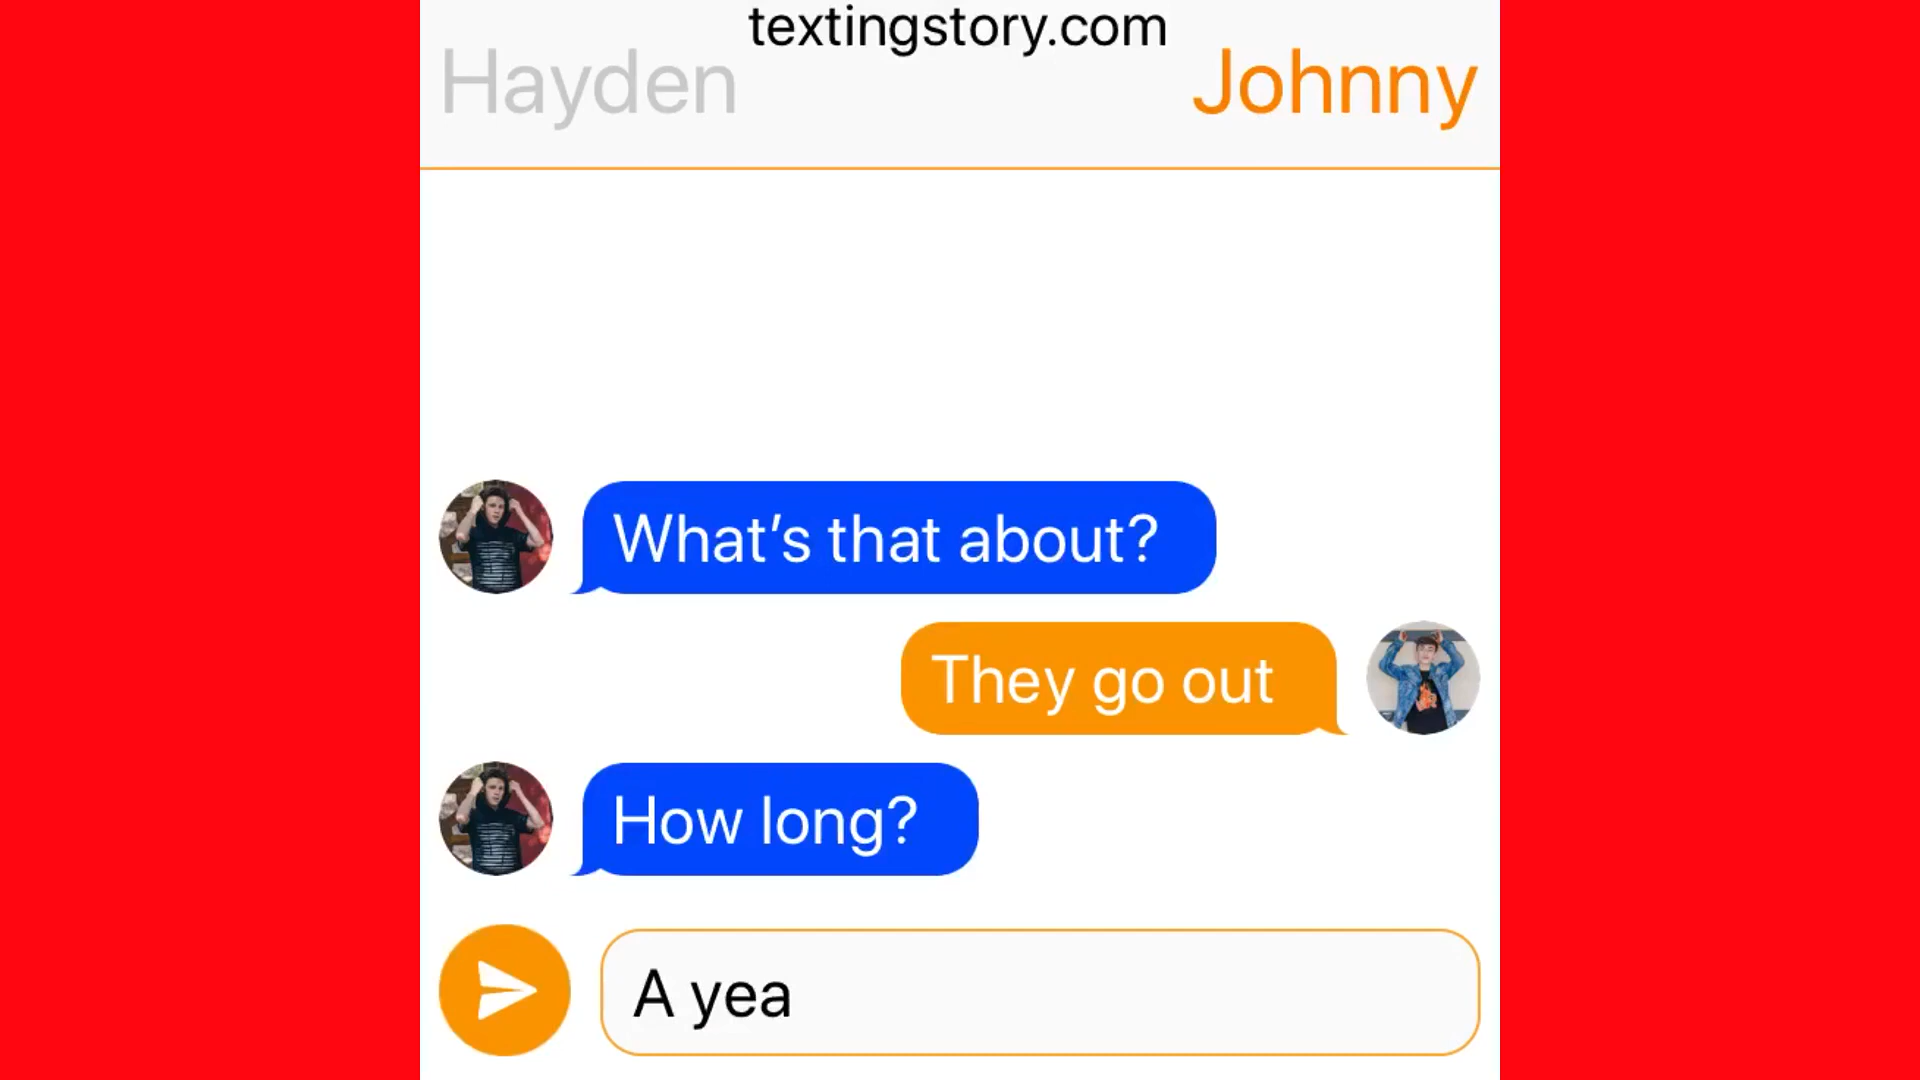 textingstory.com
Hayden
Johnny
What's that about?
They go out
How long?
A yea